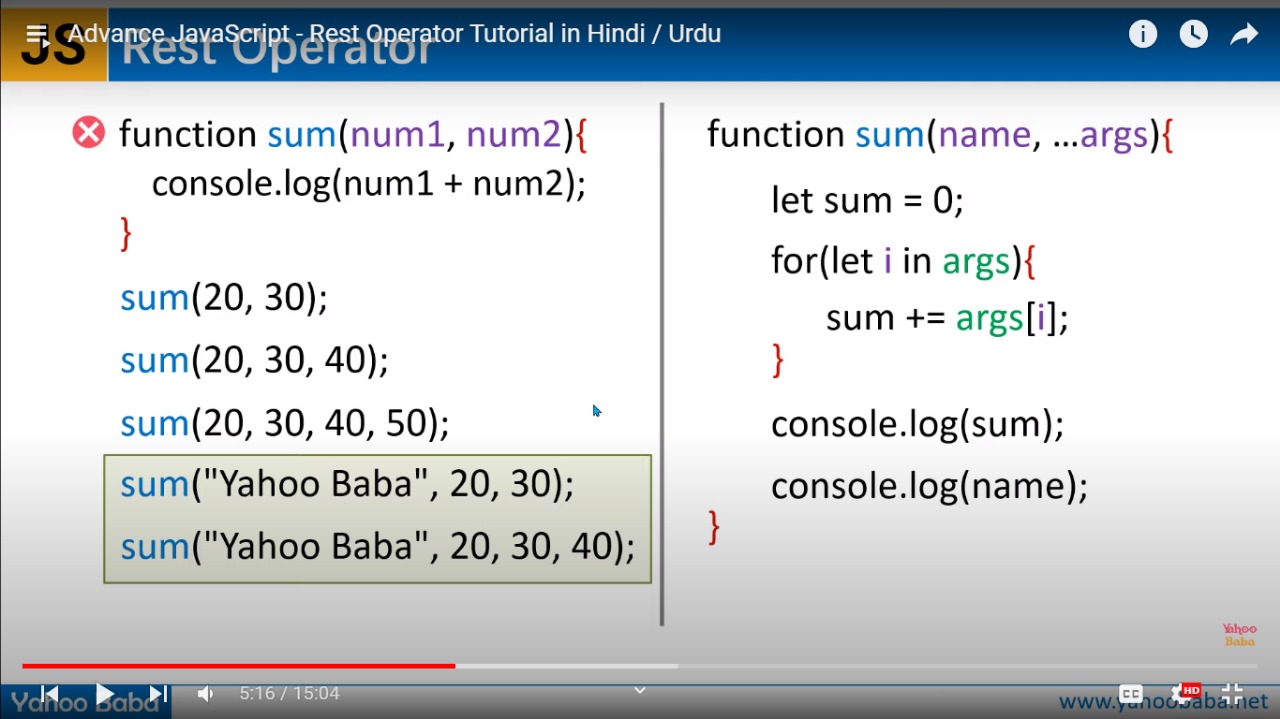 Advance JavaScript - Rest Operator Tutorial in Hindi / Urdu
JS Rest Operator
function sum(num1, num2){
console.log(num1 + num2);
}
sum(20, 30);
sum(20, 30, 40);
sum(20, 30, 40, 50);
sum("Yahoo Baba", 20, 30);
sum("Yahoo Baba", 20, 30, 40);
function sum(name, ...args){
let sum = 0;
for(let i in args){
sum += args[i];
}
console.log(sum);
console.log(name);
}
Yahoo
Baba
5:16 / 15:04
CC
HD
Yahoo Baba
www.yahoobaba.net